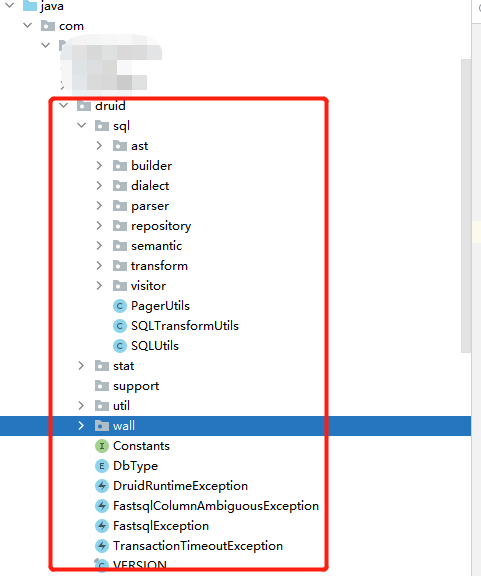 java
com
druid
sql
ast
builder
dialect
parser
repository
semantic
transform
visitor
PagerUtils
SQLTransformUtils
SQLUtils
stat
support
util
wall
Constants
DbType
DruidRuntimeException
FastsqlColumnAmbiguousException
FastsqlException
TransactionTimeoutException
VERSION